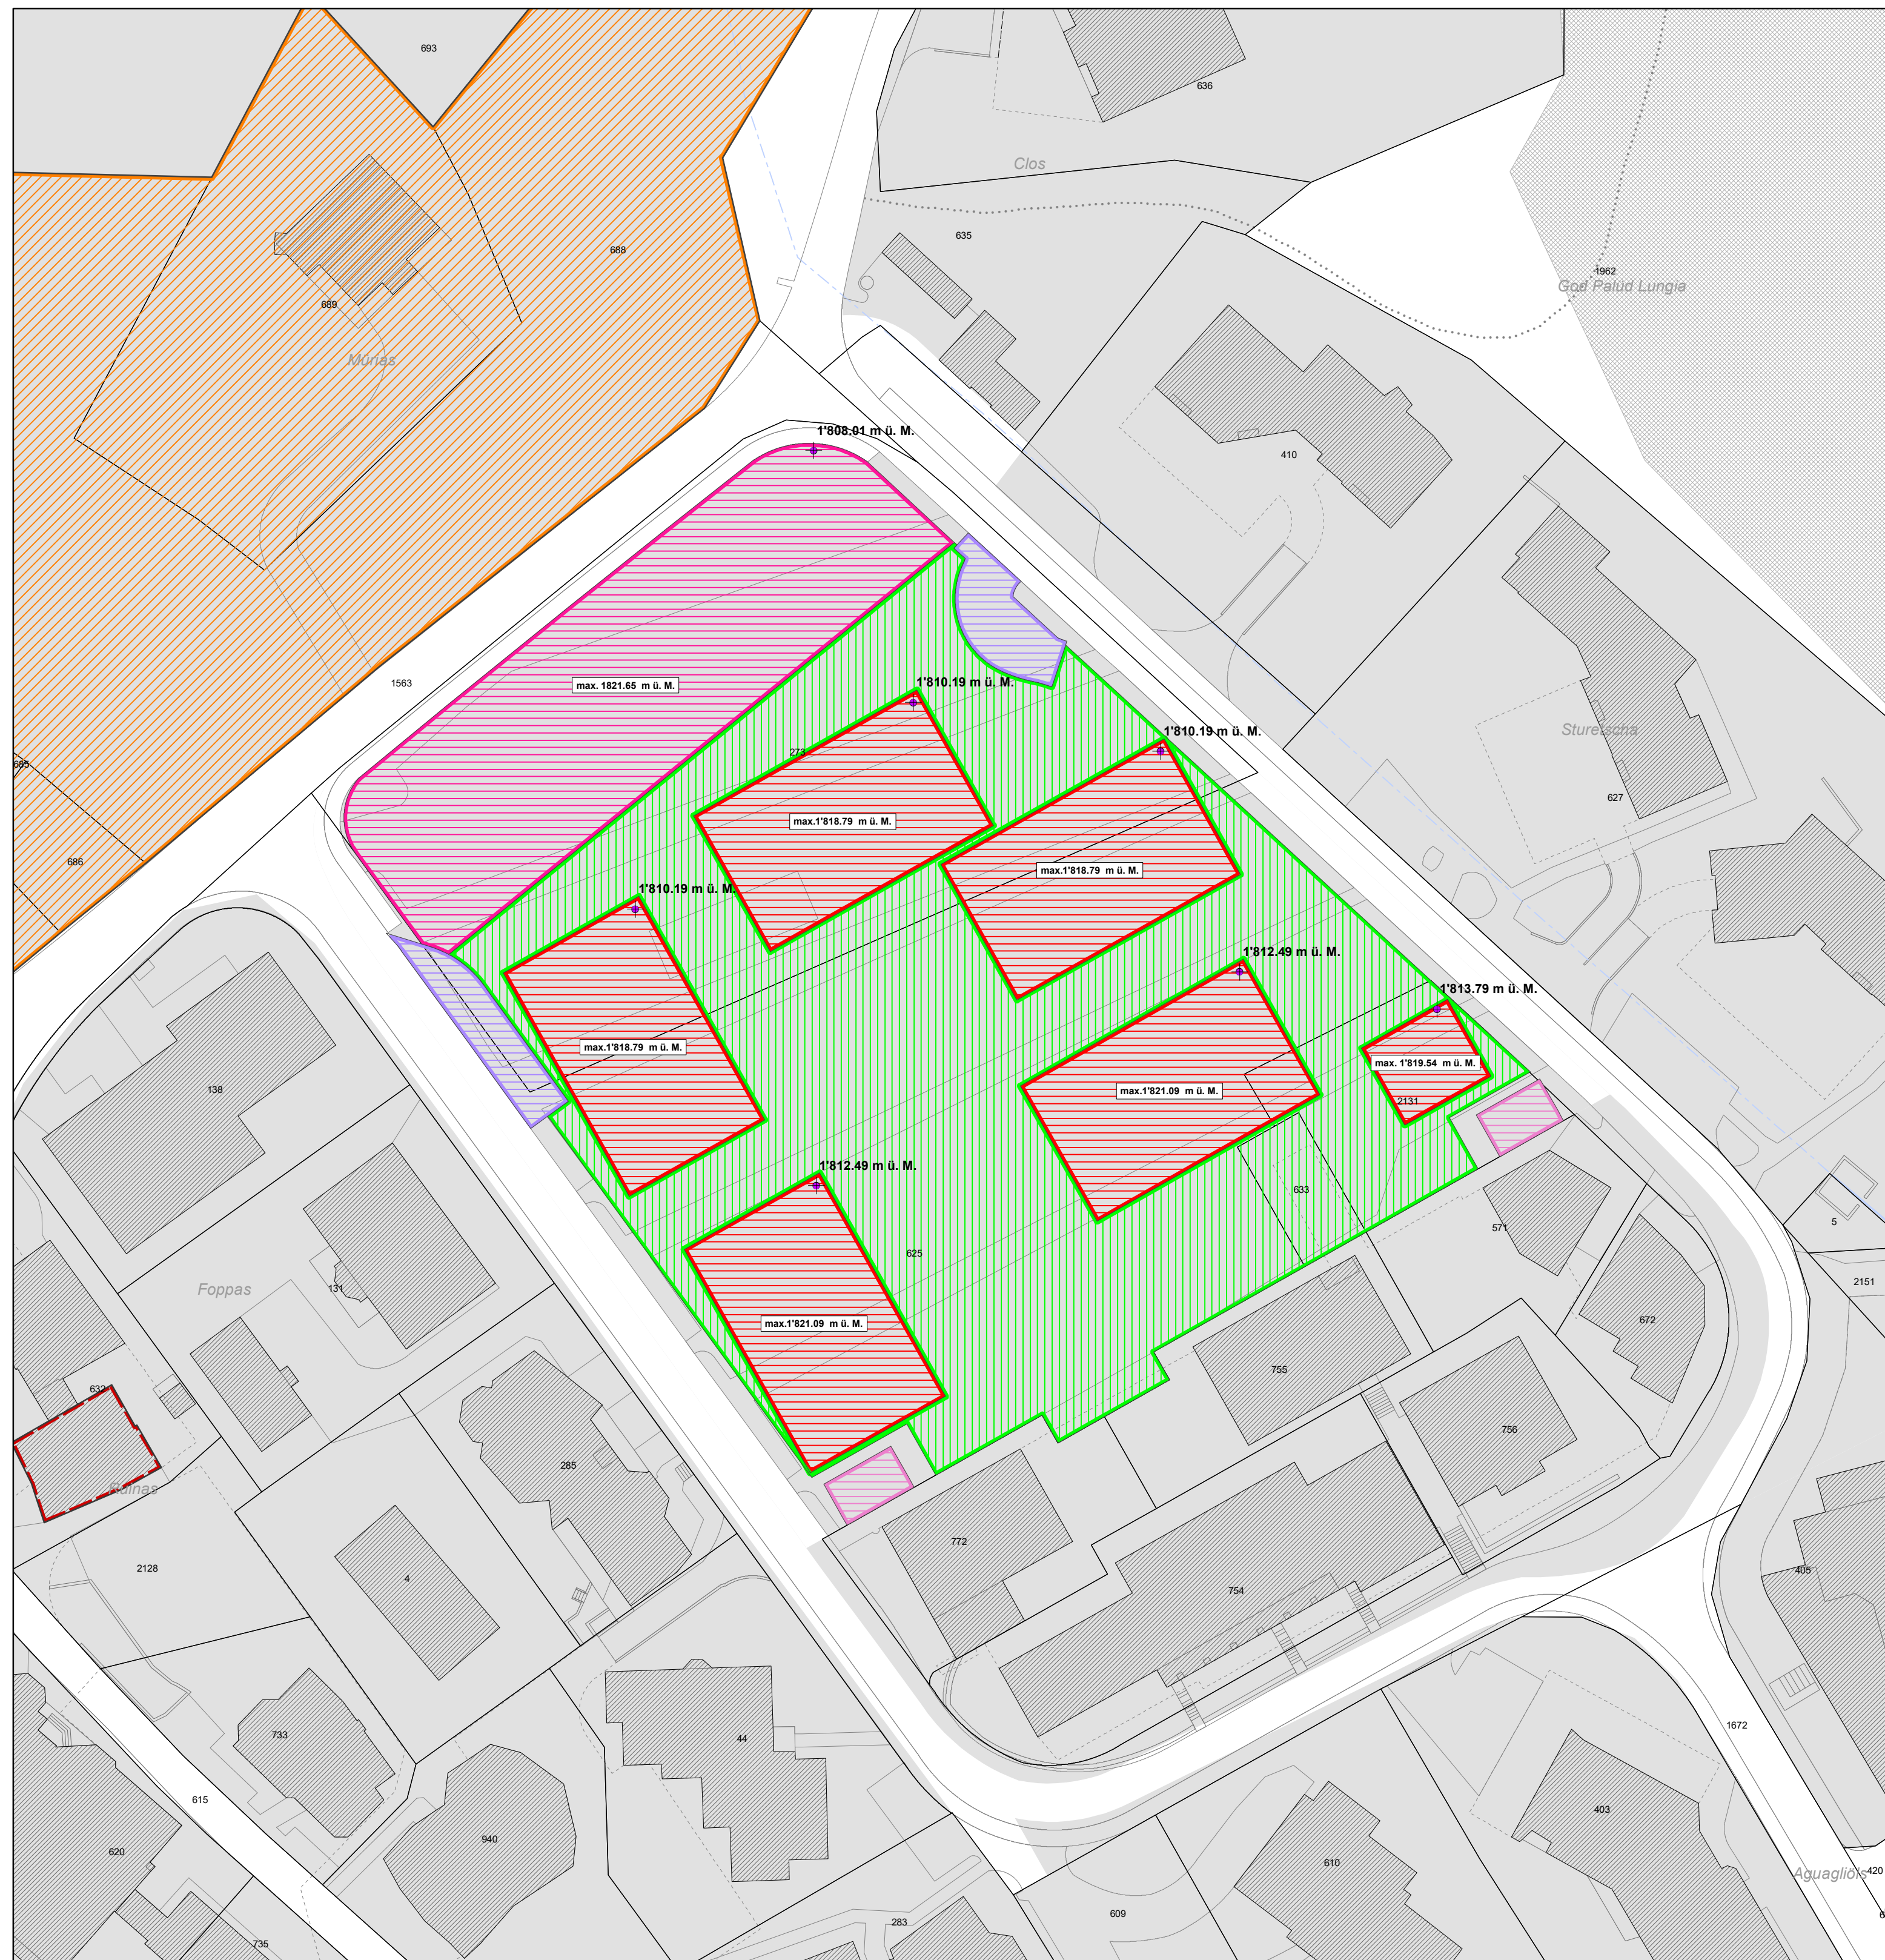 693
636
Clos
635
688
1962
God Palüd Lungia
689
Mürias
1'808.01 m ü. M.
410
1563
max. 1821.65 m ü. M.
1'810.19 m ü. M.
273
1'810.19 m ü. M.
Sturetscha
685
627
max.1'818.79 m ü. M.
686
max.1'818.79 m ü. M.
1'810.19 m ü. M.
1'812.49 m ü. M.
1'813.79 m ü. M.
max.1'818.79 m ü. M.
138
max. 1'819.54 m ü. M.
max.1'821.09 m ü. M.
2131
1'812.49 m ü. M.
633
571
5
625
2151
Foppas
131
max.1'821.09 m ü. M.
672
755
632
756
285
Ruinas
772
2128
4
754
405
733
44
1672
615
403
940
620
610
Aguagliöls
420
609
283
6
735